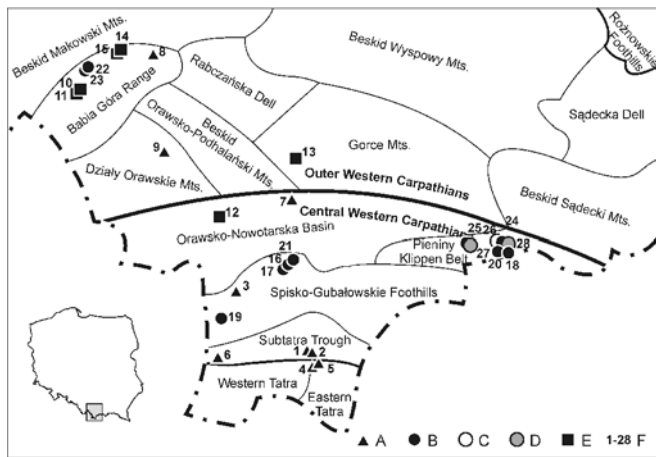 Beskid Makowski Mts.
14
15
8
22
23
10
11
Babia Góra Range
Rabczańska Dell
Beskid Wyspowy Mts.
Rożnowskie
Foothills
Sądecka Dell
Beskid
Orawsko-Podhalański Mts.
9
Działy Orawskie Mts.
13
Gorce Mts.
Outer Western Carpathians
Beskid Sądecki Mts.
7
Central Western Carpathians
12
Orawsko-Nowotarska Basin
25
26
24
Pieniny
Klippen Belt
27
28
20
18
21
16
17
3
Spisko-Gubałowskie Foothills
19
Subtatra Trough
6
1
2
4
5
Western Tatra
Eastern
Tatra
A
B
C
D
E
1-28 F